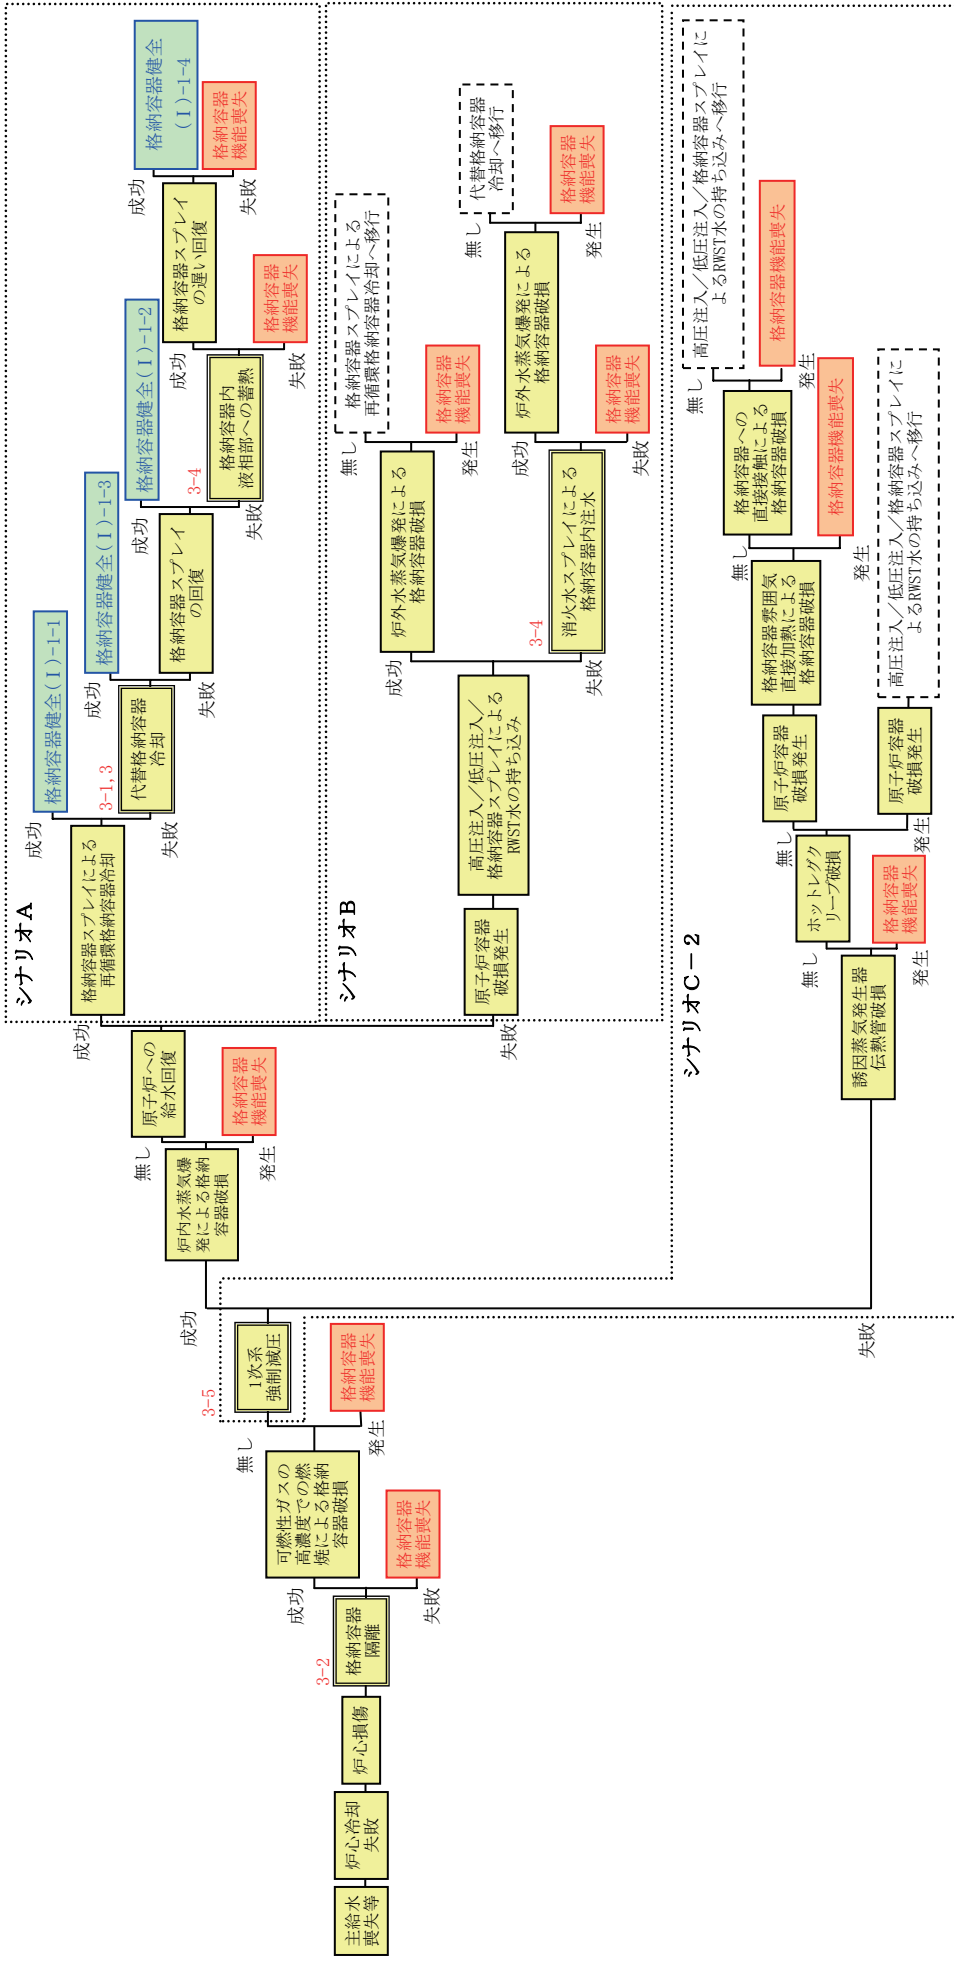 主給水
喪失等
炉心冷却
失敗
炉心損傷
3-2
格納容器
隔離
成功
失敗
格納容器
機能喪失
可燃性ガスの
高濃度での燃
焼による格納
容器破損
無し
発生
格納容器
機能喪失
3-5
1次系
強制減圧
成功
失敗
炉内水蒸気爆
発による格納
容器破損
無し
発生
格納容器
機能喪失
原子炉への
給水回復
成功
失敗
シナリオA
格納容器スプレイによる
再循環格納容器冷却
成功
失敗
格納容器健全(Ⅰ)-1-1
3-1, 3
代替格納容器
冷却
成功
失敗
格納容器健全(Ⅰ)-1-3
格納容器スプレイ
の回復
成功
失敗
格納容器健全(Ⅰ)-1-2
3-4
格納容器内
液相部への蓄熱
成功
失敗
格納容器
機能喪失
格納容器スプレイ
の遅い回復
成功
失敗
格納容器健全
(Ⅰ)-1-4
格納容器
機能喪失
シナリオB
原子炉容器
破損発生
高圧注入/低圧注入/
格納容器スプレイによる
RWST水の持ち込み
成功
失敗
炉外水蒸気爆発による
格納容器破損
無し
発生
格納容器スプレイによる
再循環格納容器冷却へ移行
格納容器
機能喪失
3-4
消火水スプレイによる
格納容器内注水
成功
失敗
格納容器
機能喪失
炉外水蒸気爆発による
格納容器破損
無し
発生
代替格納容器
冷却へ移行
格納容器
機能喪失
シナリオC-2
誘因蒸気発生器
伝熱管破損
無し
発生
格納容器
機能喪失
ホットレグク
リープ破損
無し
発生
原子炉容器
破損発生
原子炉容器
破損発生
高圧注入/低圧注入/格納容器スプレイに
よるRWST水の持ち込みへ移行
格納容器雰囲気
直接加熱による
格納容器破損
無し
発生
格納容器機能喪失
格納容器への
直接接触による
格納容器破損
無し
発生
高圧注入/低圧注入/格納容器スプレイに
よるRWST水の持ち込みへ移行
格納容器機能喪失